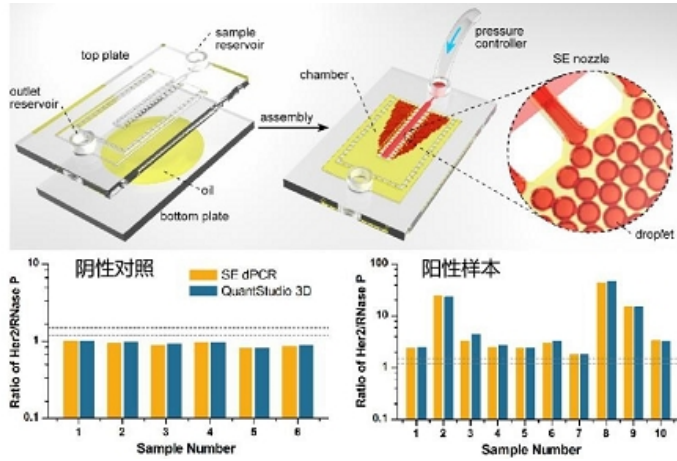 sample
reservoir
top plate
outlet
reservoir
oil
bottom plate
assembly
pressure
controller
chamber
SE nozzle
droplet
阴性对照
SE dPCR
QuantStudio 3D
Ratio of Her2/RNase P
10
1
0.1
1 2 3 4 5 6
Sample Number
阳性样本
Ratio of Her2/RNase P
100
10
1
0.1
1 2 3 4 5 6 7 8 9 10
Sample Number